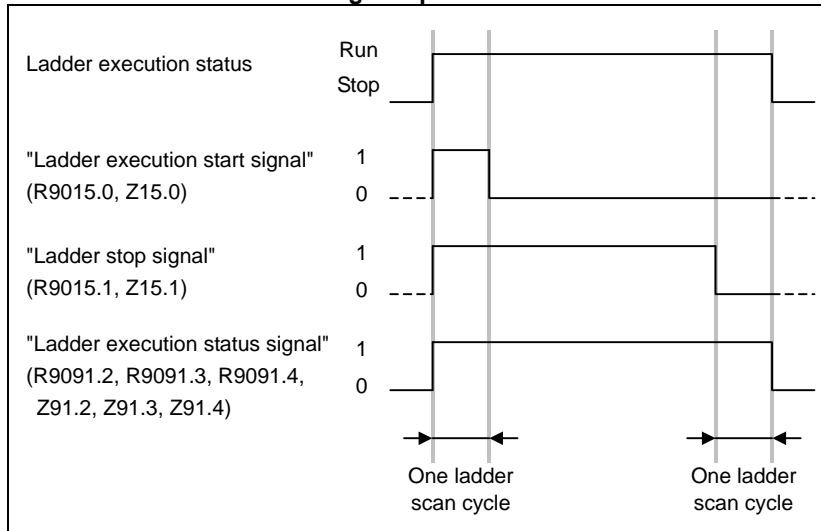 Ladder execution status
Run
Stop
"Ladder execution start signal"
(R9015.0, Z15.0)
1
0
"Ladder stop signal"
(R9015.1, Z15.1)
1
0
"Ladder execution status signal"
(R9091.2, R9091.3, R9091.4,
Z91.2, Z91.3, Z91.4)
1
0
One ladder
scan cycle
One ladder
scan cycle